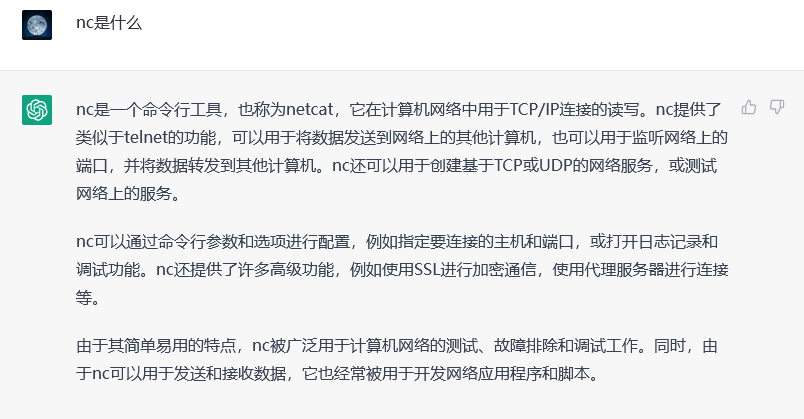 nc是什么
nc是一个命令行工具，也称为netcat，它在计算机网络中用于TCP/IP连接的读写。nc提供了
类似于telnet的功能，可以用于将数据发送到网络上的其他计算机，也可以用于监听网络上的
端口，并将数据转发到其他计算机。nc还可以用于创建基于TCP或UDP的网络服务，或测试
网络上的服务。
nc可以通过命令行参数和选项进行配置，例如指定要连接的主机和端口，或打开日志记录和
调试功能。nc还提供了许多高级功能，例如使用SSL进行加密通信，使用代理服务器进行连接
等。
由于其简单易用的特点，nc被广泛用于计算机网络的测试、故障排除和调试工作。同时，由
于nc可以用于发送和接收数据，它也经常被用于开发网络应用程序和脚本。